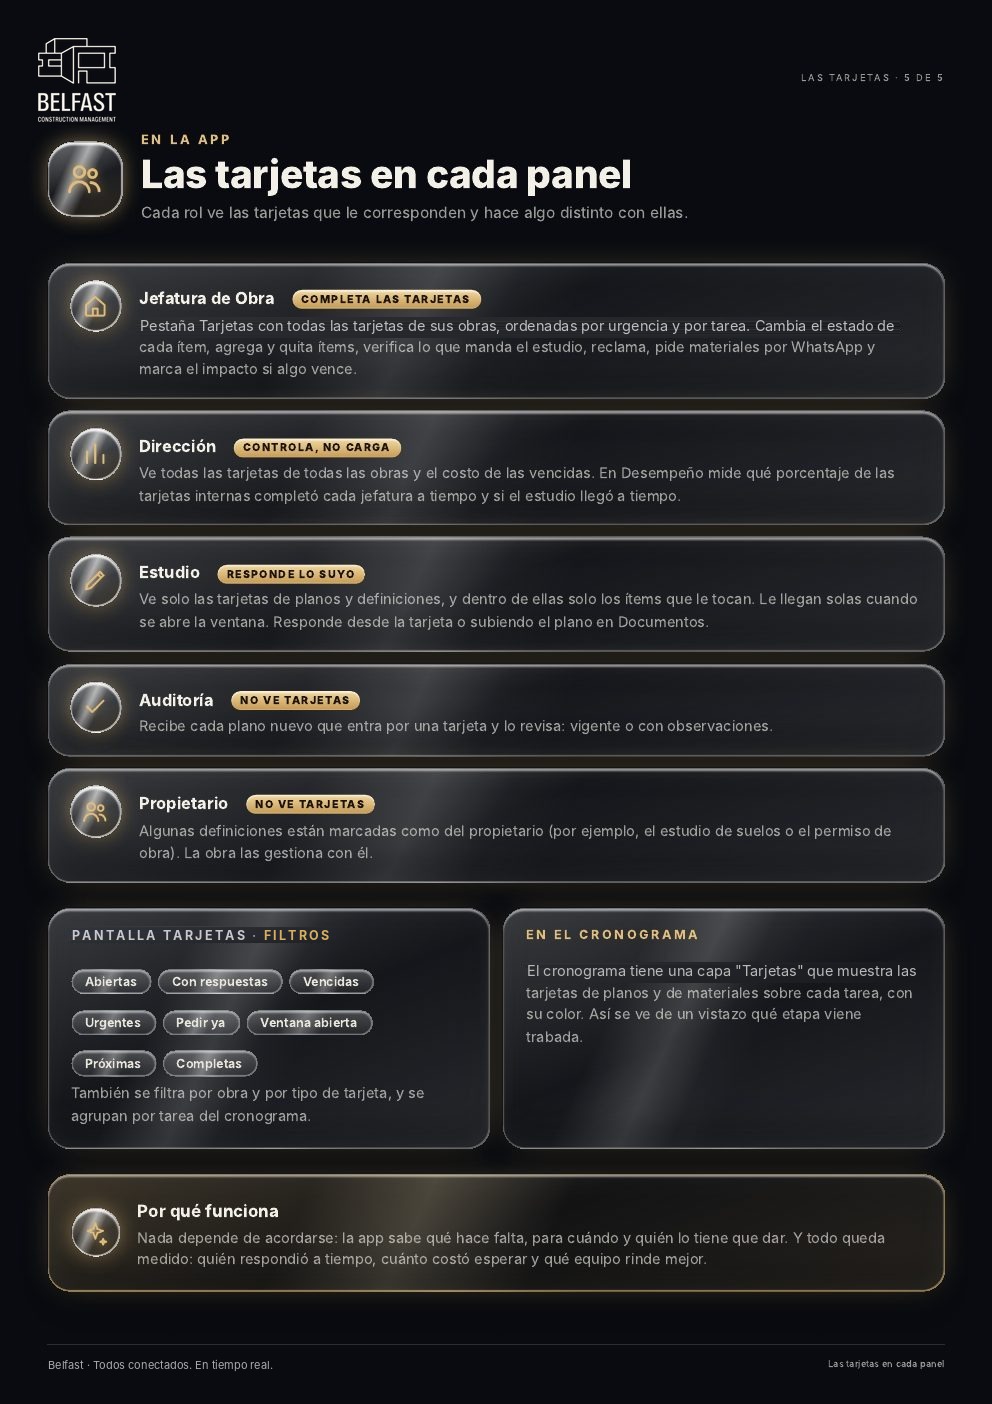 BELFAST
CONSTRUCTION MANAGEMENT
LAS TARJETAS · 5 DE 5
EN LA APP
Las tarjetas en cada panel
Cada rol ve las tarjetas que le corresponden y hace algo distinto con ellas.
Jefatura de Obra COMPLETA LAS TARJETAS
Pestaña Tarjetas con todas las tarjetas de sus obras, ordenadas por urgencia y por tarea. Cambia el estado de
cada ítem, agrega y quita ítems, verifica lo que manda el estudio, reclama, pide materiales por WhatsApp y
marca el impacto si algo vence.
Dirección CONTROLA, NO CARGA
Ve todas las tarjetas de todas las obras y el costo de las vencidas. En Desempeño mide qué porcentaje de las
tarjetas internas completó cada jefatura a tiempo y si el estudio llegó a tiempo.
Estudio RESPONDE LO SUYO
Ve solo las tarjetas de planos y definiciones, y dentro de ellas solo los ítems que le tocan. Le llegan solas cuando
se abre la ventana. Responde desde la tarjeta o subiendo el plano en Documentos.
Auditoría NO VE TARJETAS
Recibe cada plano nuevo que entra por una tarjeta y lo revisa: vigente o con observaciones.
Propietario NO VE TARJETAS
Algunas definiciones están marcadas como del propietario (por ejemplo, el estudio de suelos o el permiso de
obra). La obra las gestiona con él.
PANTALLA TARJETAS · FILTROS
Abiertas Con respuestas Vencidas
Urgentes Pedir ya Ventana abierta
Próximas Completas
También se filtra por obra y por tipo de tarjeta, y se
agrupan por tarea del cronograma.
EN EL CRONOGRAMA
El cronograma tiene una capa "Tarjetas" que muestra las
tarjetas de planos y de materiales sobre cada tarea, con
su color. Así se ve de un vistazo qué etapa viene
trabada.
Por qué funciona
Nada depende de acordarse: la app sabe qué hace falta, para cuándo y quién lo tiene que dar. Y todo queda
medido: quién respondió a tiempo, cuánto costó esperar y qué equipo rinde mejor.
Belfast · Todos conectados. En tiempo real.
Las tarjetas en cada panel